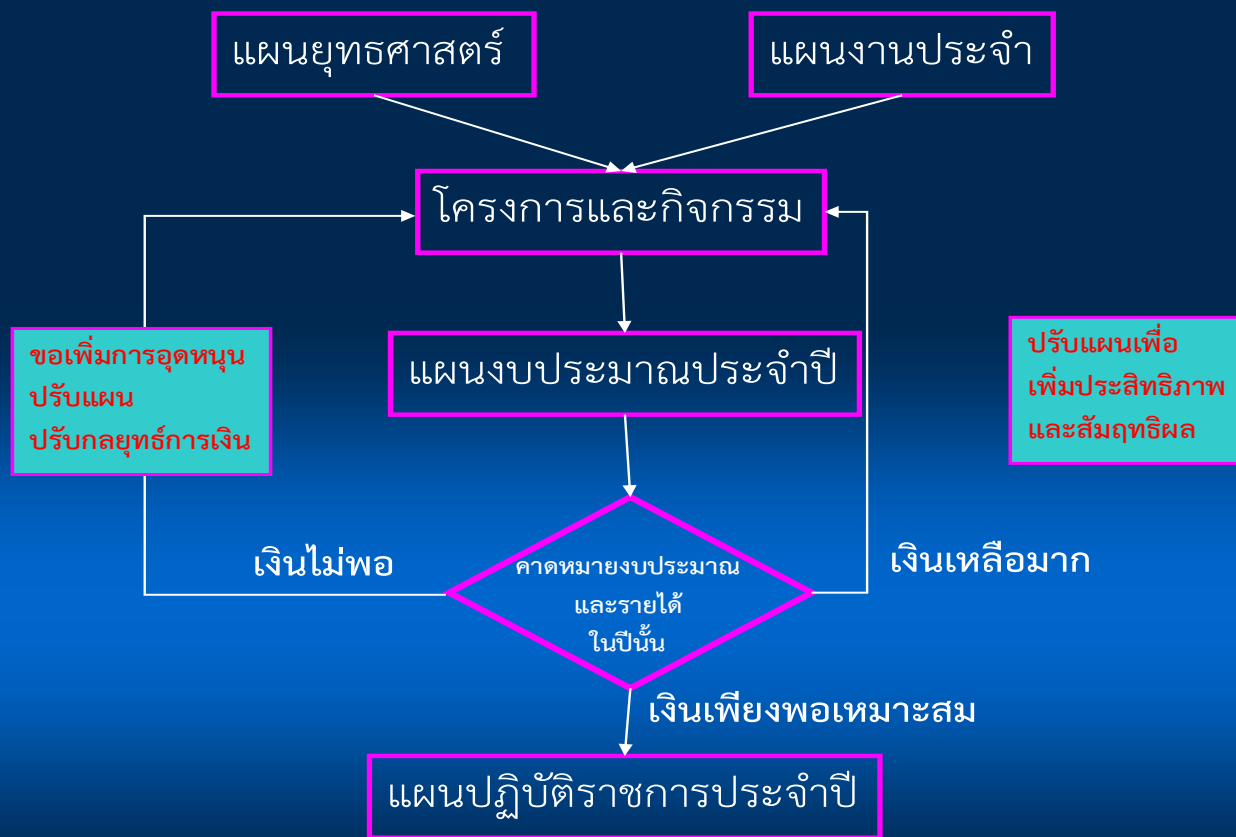 แผนยุทธศาสตร์
แผนงานประจำ
โครงการและกิจกรรม
ขอเพิ่มการอุดหนุน
ปรับแผน
ปรับกลยุทธ์การเงิน
แผนงบประมาณประจำปี
ปรับแผนเพื่อ
เพิ่มประสิทธิภาพ
และสัมฤทธิผล
เงินไม่พอ
คาดหมายงบประมาณ
และรายได้
ในปีนั้น
เงินเหลือมาก
เงินเพียงพอเหมาะสม
แผนปฏิบัติราชการประจำปี